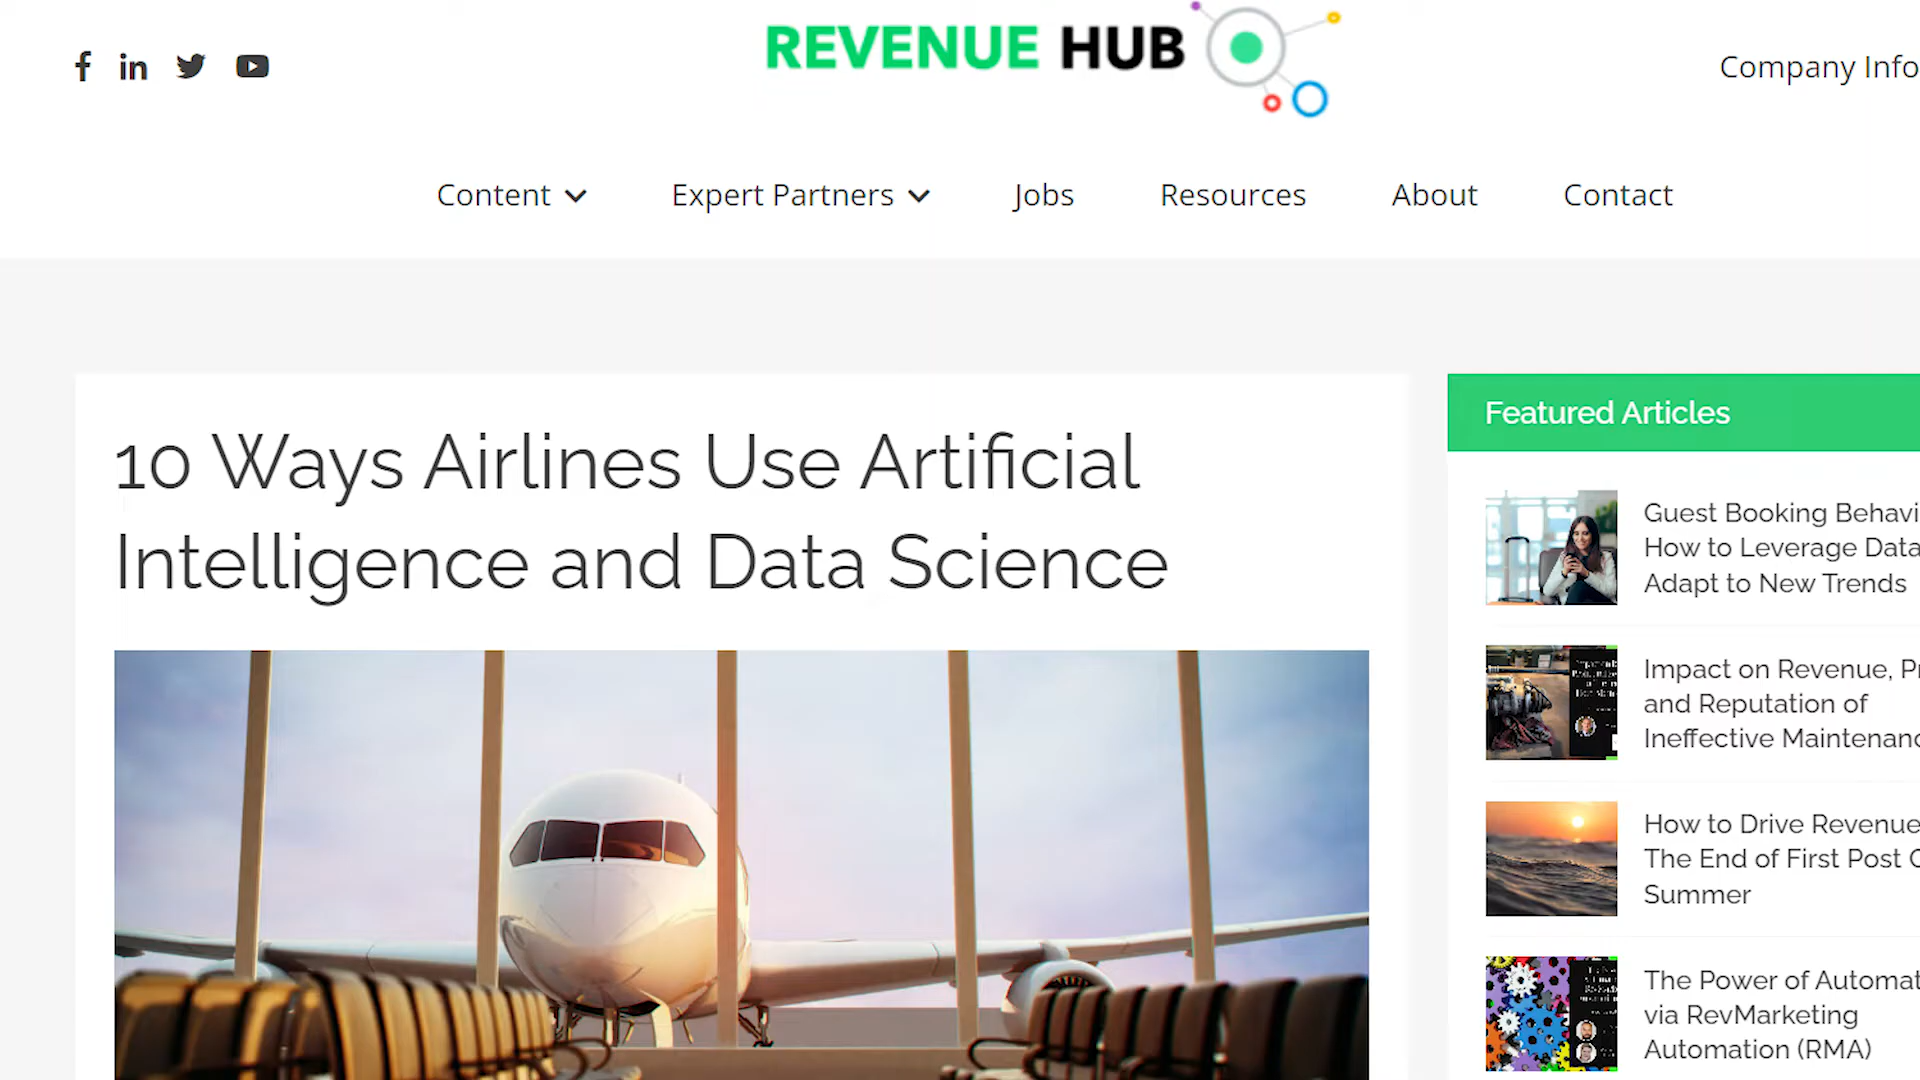 REVENUE HUB
Company Info
Content
Expert Partners
Jobs
Resources
About
Contact
10 Ways Airlines Use Artificial
Intelligence and Data Science
Featured Articles
Guest Booking Behavi
How to Leverage Data
Adapt to New Trends
Impact on Revenue, Pr
and Reputation of
Ineffective Maintenanc
How to Drive Revenue
The End of First Post C
Summer
The Power of Automat
via RevMarketing
Automation (RMA)